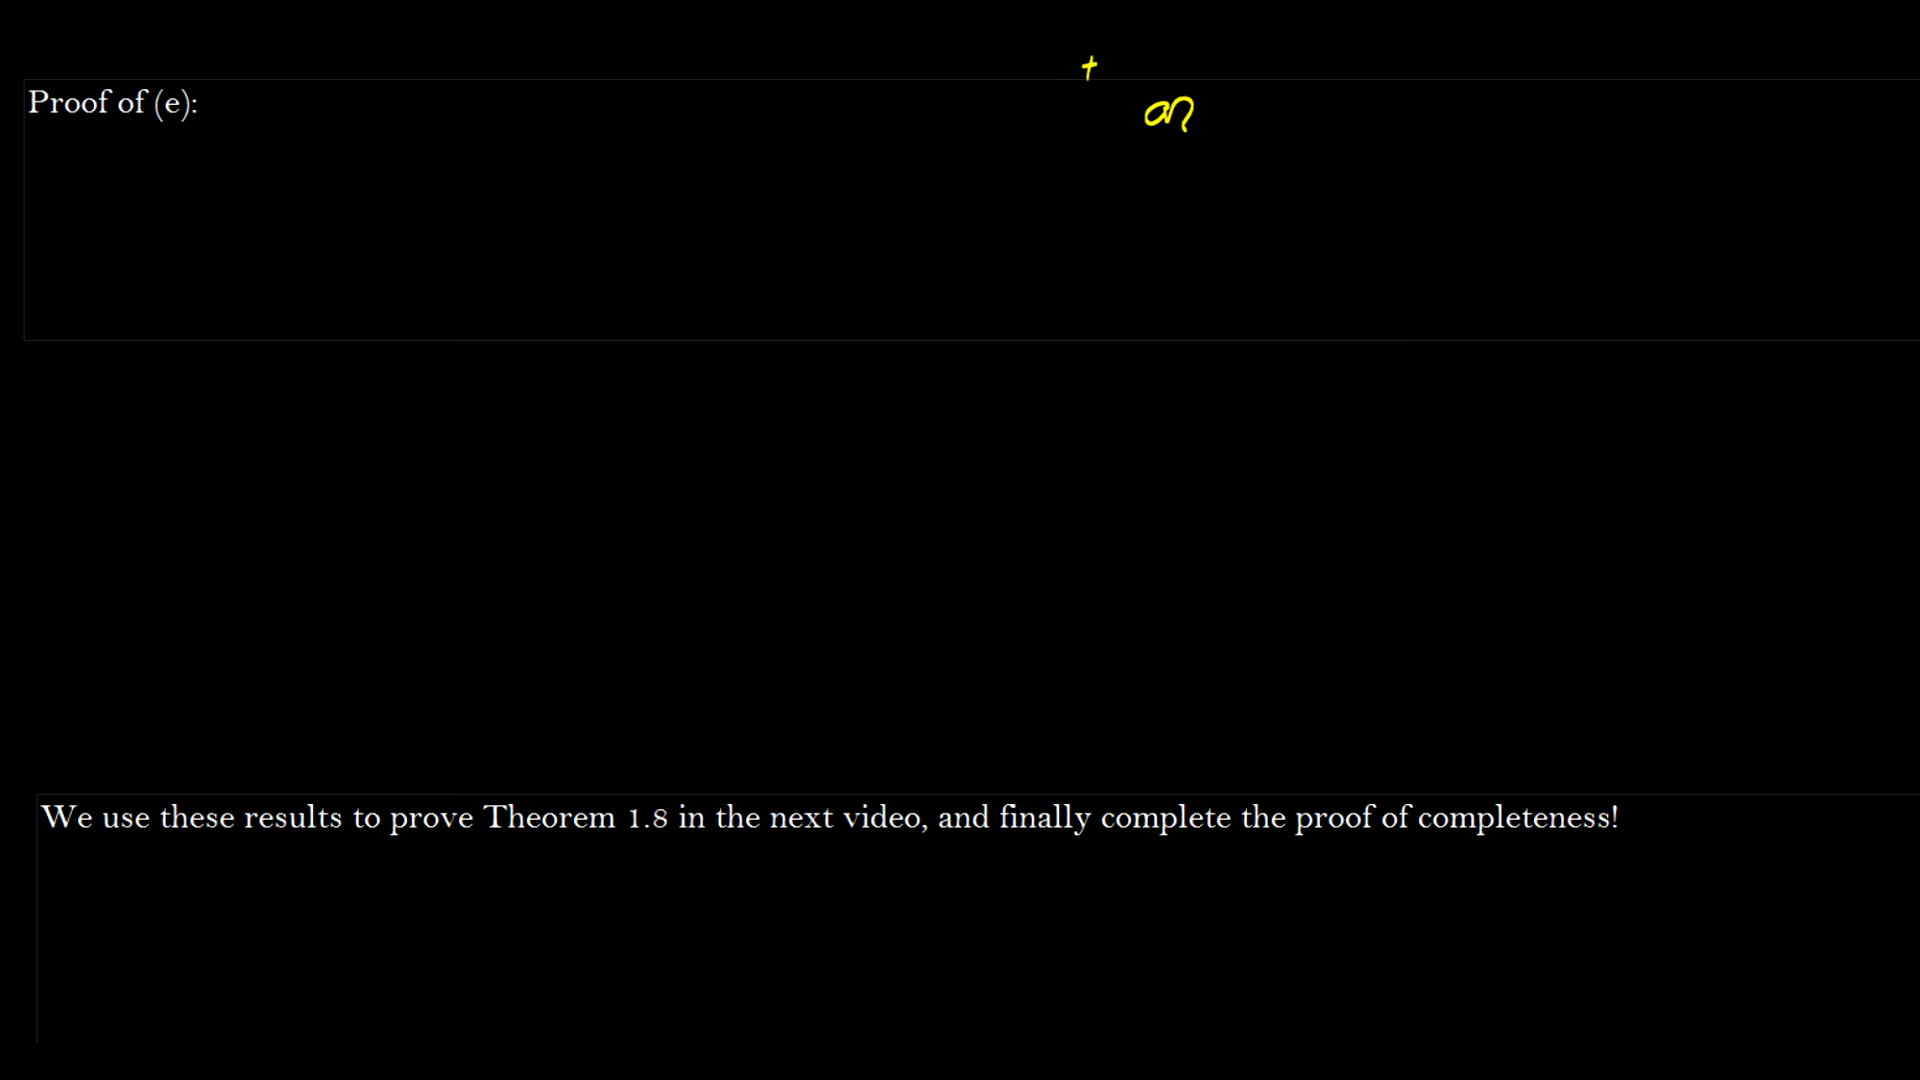 Proof of (e):
We use these results to prove Theorem 1.8 in the next video, and finally complete the proof of completeness!